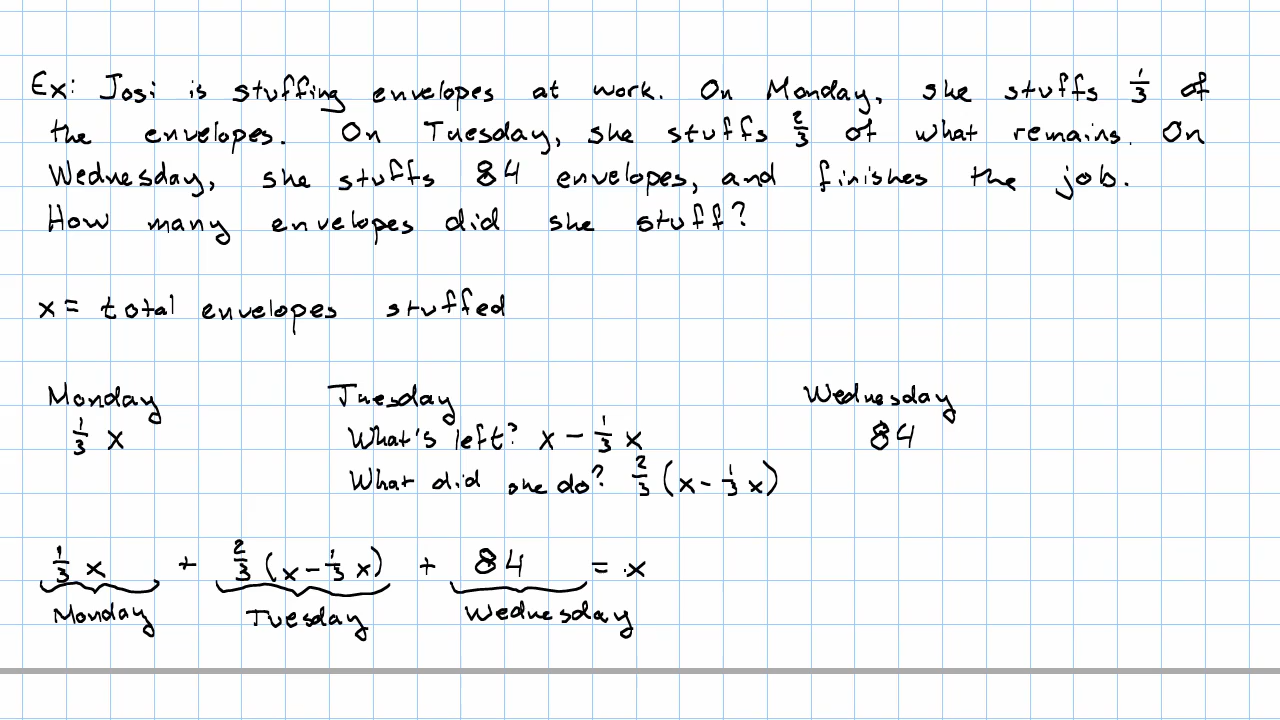 Ex: Josi is stuffing envelopes at work. On Monday, she stuffs 1/3 of
the envelopes. On Tuesday, she stuffs 2/3 of what remains. On
Wednesday, she stuffs 84 envelopes, and finishes the job.
How many envelopes did she stuff?
x = total envelopes stuffed
Monday Tuesday Wednesday
1/3 x What's left? x - 1/3 x 84
What did she do? 2/3 (x - 1/3 x)
1/3 x + 2/3 (x - 1/3 x) + 84 = x
Monday Tuesday Wednesday